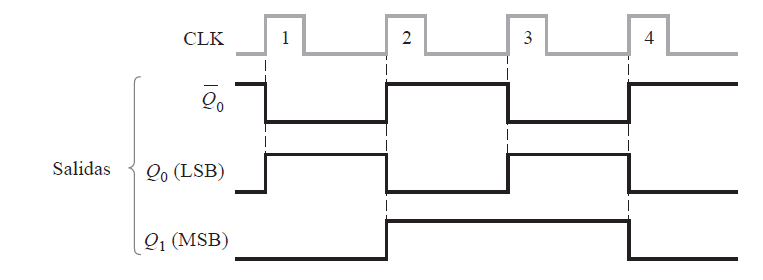 CLK 1 2 3 4
Q̅0
Salidas
Q0 (LSB)
Q1 (MSB)